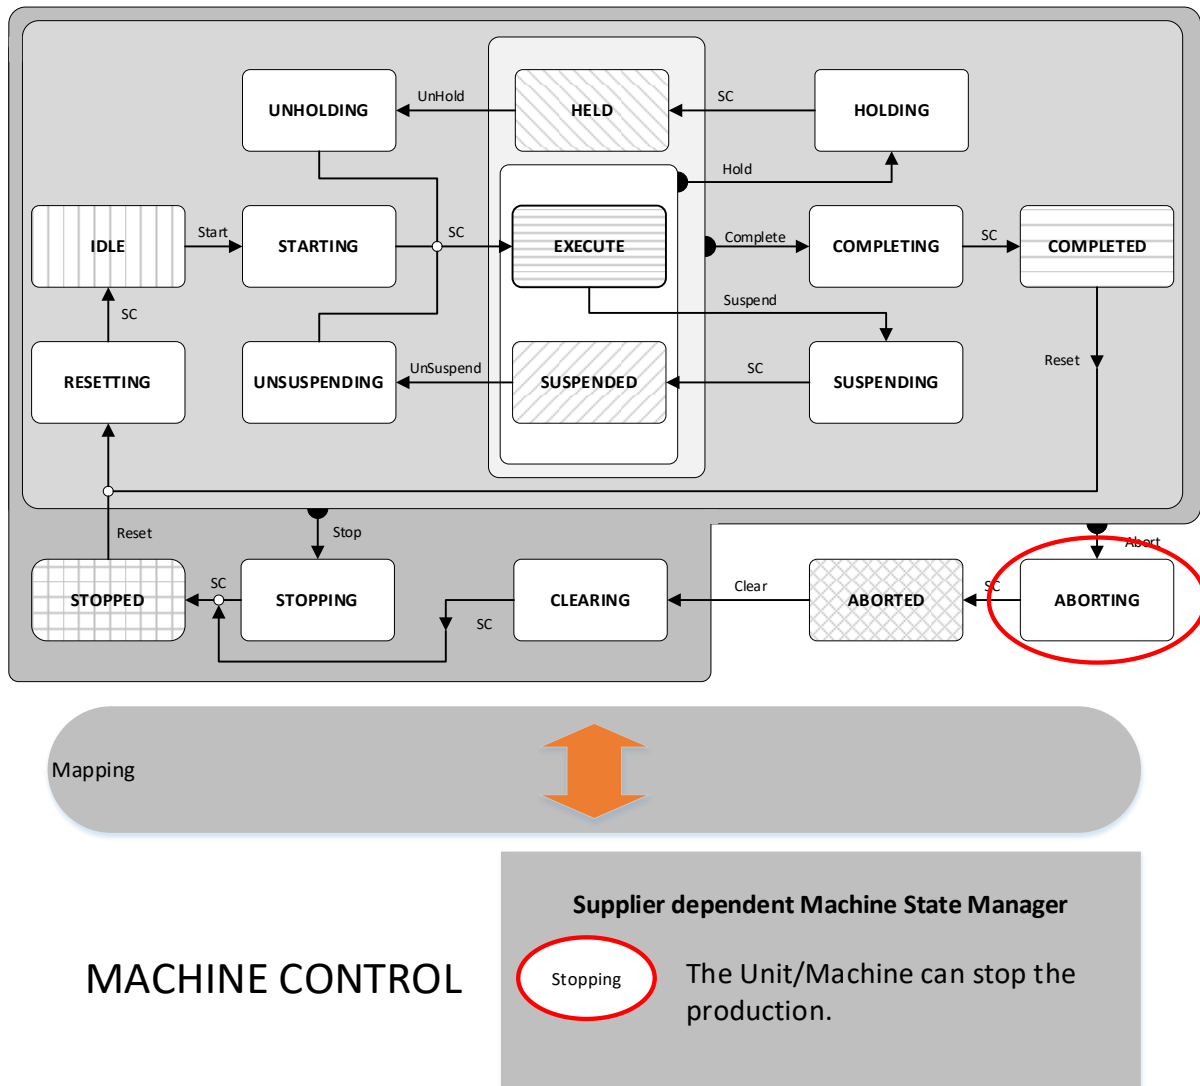 UnHold
SC
UNHOLDING
HELD
HOLDING
Hold
Start
SC
Complete
SC
IDLE
STARTING
EXECUTE
COMPLETING
COMPLETED
Suspend
SC
UnSuspend
SC
Reset
RESETTING
UNSUSPENDING
SUSPENDED
SUSPENDING
Reset
Stop
Abort
SC
Clear
SC
STOPPED
STOPPING
CLEARING
ABORTED
ABORTING
SC
Mapping
Supplier dependent Machine State Manager
MACHINE CONTROL
Stopping
The Unit/Machine can stop the
production.